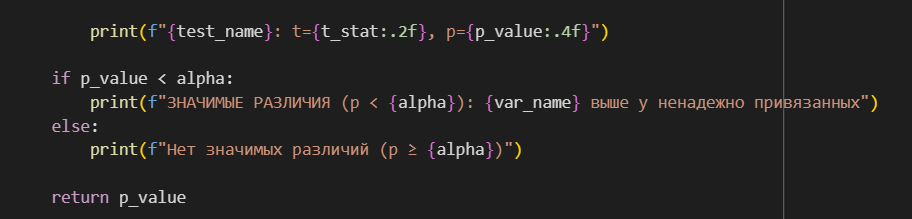 print(f"{test_name}: t={t_stat:.2f}, p={p_value:.4f}")
if p_value < alpha:
print(f"ЗНАЧИМЫЕ РАЗЛИЧИЯ (p < {alpha}): {var_name} выше у ненадежно привязанных")
else:
print(f"Нет значимых различий (p ≥ {alpha})")
return p_value